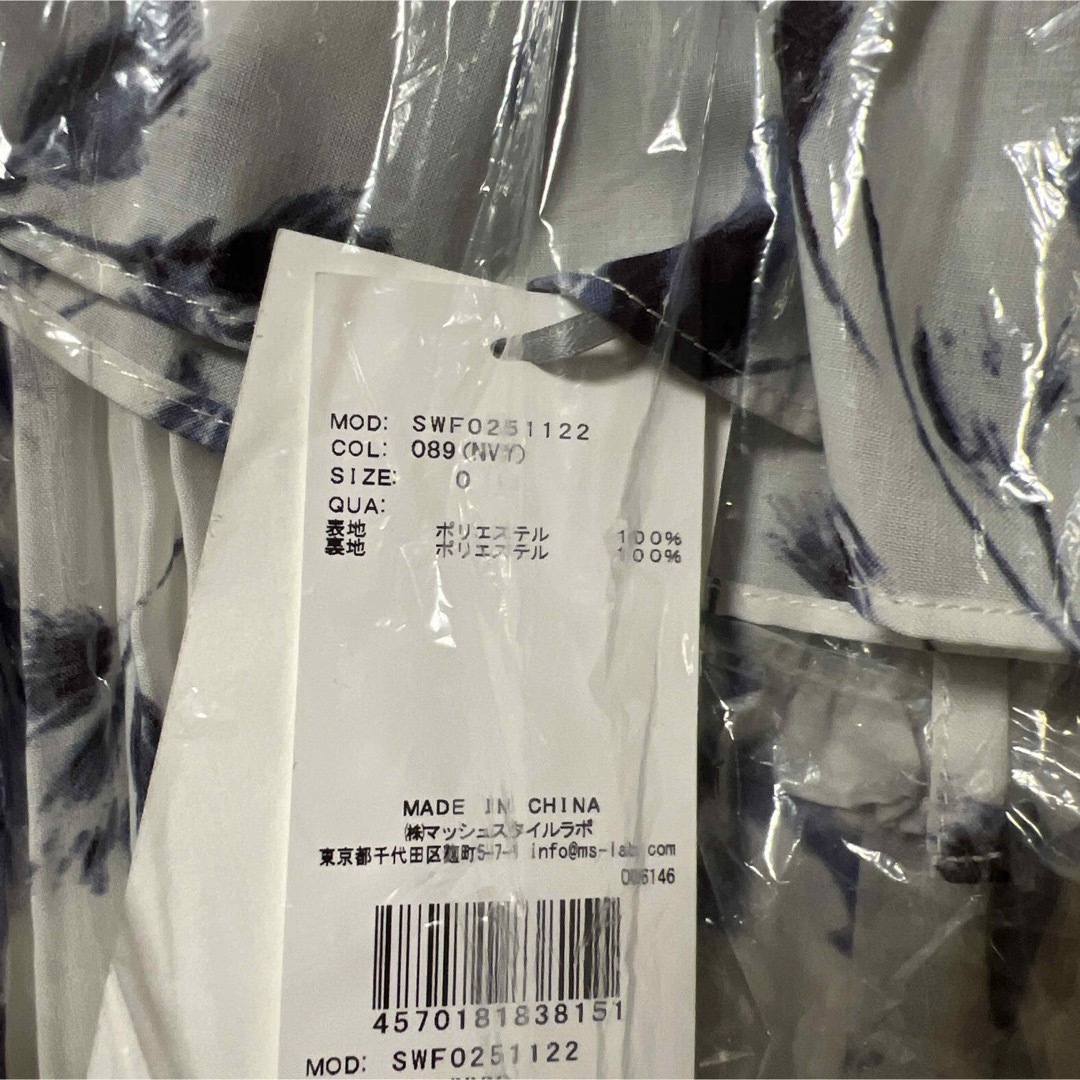 MOD: SWF0251122
COL: 089(NVY)
SIZE: 0
QUA:
表地 ポリエステル 100%
裏地 ポリエステル 100%
MADE IN CHINA
㈱マッシュスタイルラボ
東京都千代田区麹町5-7-1 info@ms-lab.com
006146
4570181838151
MOD: SWF0251122